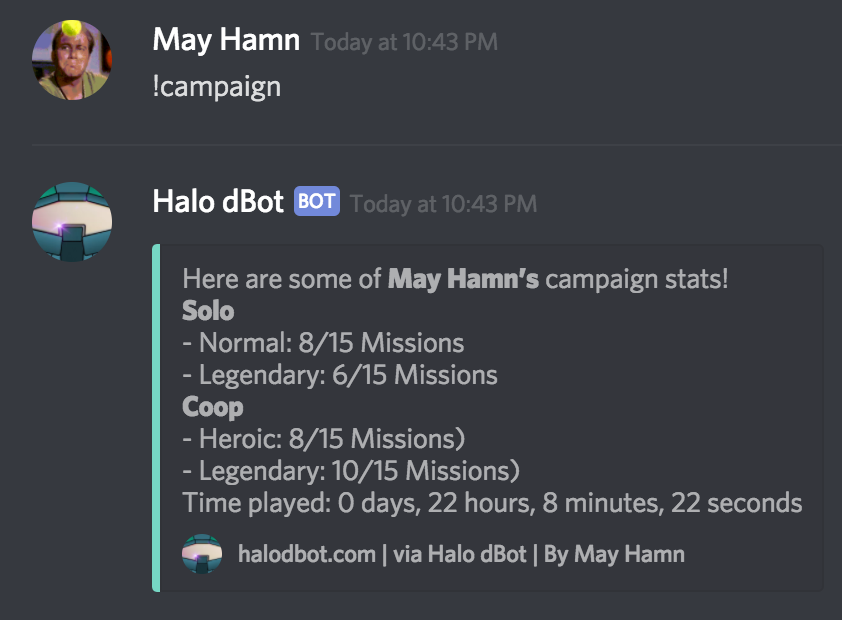 May Hamn Today at 10:43 PM
!campaign
Halo dBot BOT Today at 10:43 PM
Here are some of May Hamn's campaign stats!
Solo
- Normal: 8/15 Missions
- Legendary: 6/15 Missions
Coop
- Heroic: 8/15 Missions)
- Legendary: 10/15 Missions)
Time played: 0 days, 22 hours, 8 minutes, 22 seconds
halodbot.com | via Halo dBot | By May Hamn